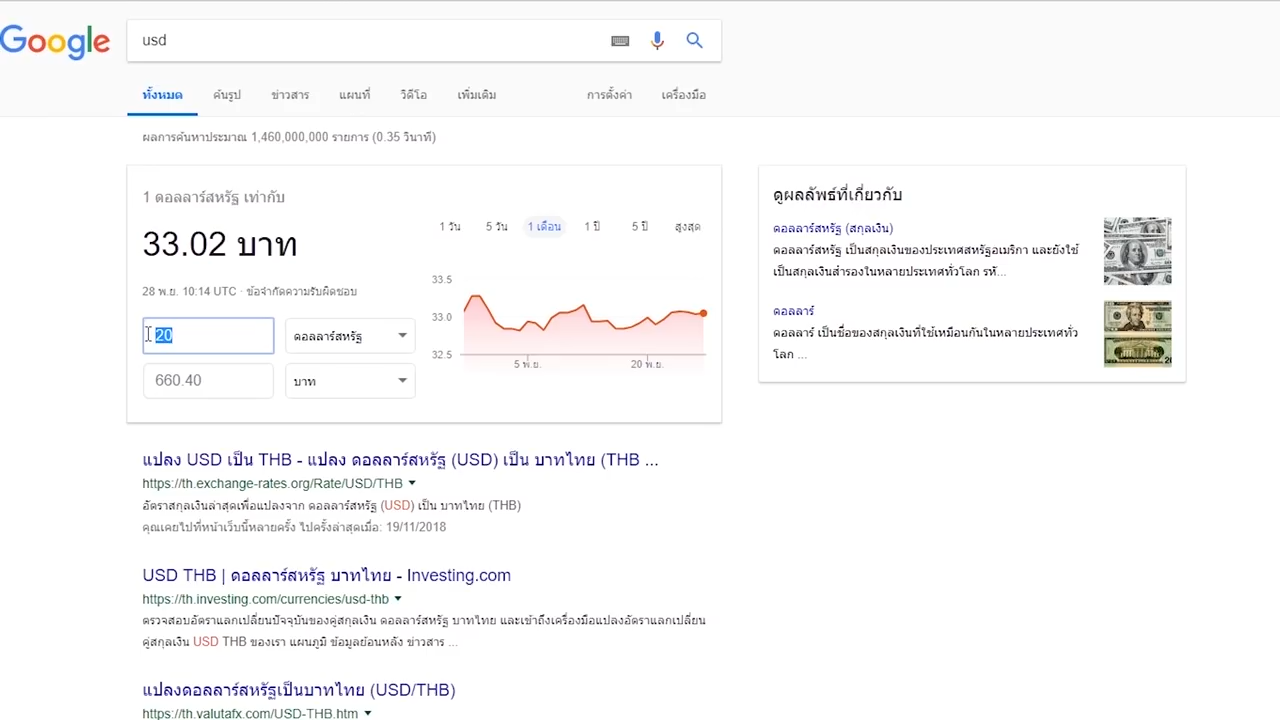 Google
usd
ทั้งหมด ค้นรูป ข่าวสาร แผนที่ วิดีโอ เพิ่มเติม การตั้งค่า เครื่องมือ
ผลการค้นหาประมาณ 1,460,000,000 รายการ (0.35 วินาที)
1 ดอลลาร์สหรัฐ เท่ากับ
33.02 บาท
28 พ.ย. 10:14 UTC · ข้อจำกัดความรับผิดชอบ
20 ดอลลาร์สหรัฐ
660.40 บาท
1 วัน 5 วัน 1 เดือน 1 ปี 5 ปี สูงสุด
33.5
33.0
32.5
5 พ.ย. 20 พ.ย.
ดูผลลัพธ์ที่เกี่ยวกับ
ดอลลาร์สหรัฐ (สกุลเงิน)
ดอลลาร์สหรัฐ เป็นสกุลเงินของประเทศสหรัฐอเมริกา และยังใช้
เป็นสกุลเงินสำรองในหลายประเทศทั่วโลก รหั...
ดอลลาร์
ดอลลาร์ เป็นชื่อของสกุลเงินที่ใช้เหมือนกันในหลายประเทศทั่ว
โลก ...
แปลง USD เป็น THB - แปลง ดอลลาร์สหรัฐ (USD) เป็น บาทไทย (THB ...
https://th.exchange-rates.org/Rate/USD/THB
อัตราสกุลเงินล่าสุดเพื่อแปลงจาก ดอลลาร์สหรัฐ (USD) เป็น บาทไทย (THB)
คุณเคยไปที่หน้าเว็บนี้หลายครั้ง ไปครั้งล่าสุดเมื่อ: 19/11/2018
USD THB | ดอลลาร์สหรัฐ บาทไทย - Investing.com
https://th.investing.com/currencies/usd-thb
ตรวจสอบอัตราแลกเปลี่ยนปัจจุบันของคู่สกุลเงิน ดอลลาร์สหรัฐ บาทไทย และเข้าถึงเครื่องมือแปลงอัตราแลกเปลี่ยน
คู่สกุลเงิน USD THB ของเรา แผนภูมิ ข้อมูลย้อนหลัง ข่าวสาร ...
แปลงดอลลาร์สหรัฐเป็นบาทไทย (USD/THB)
https://th.valutafx.com/USD-THB.htm